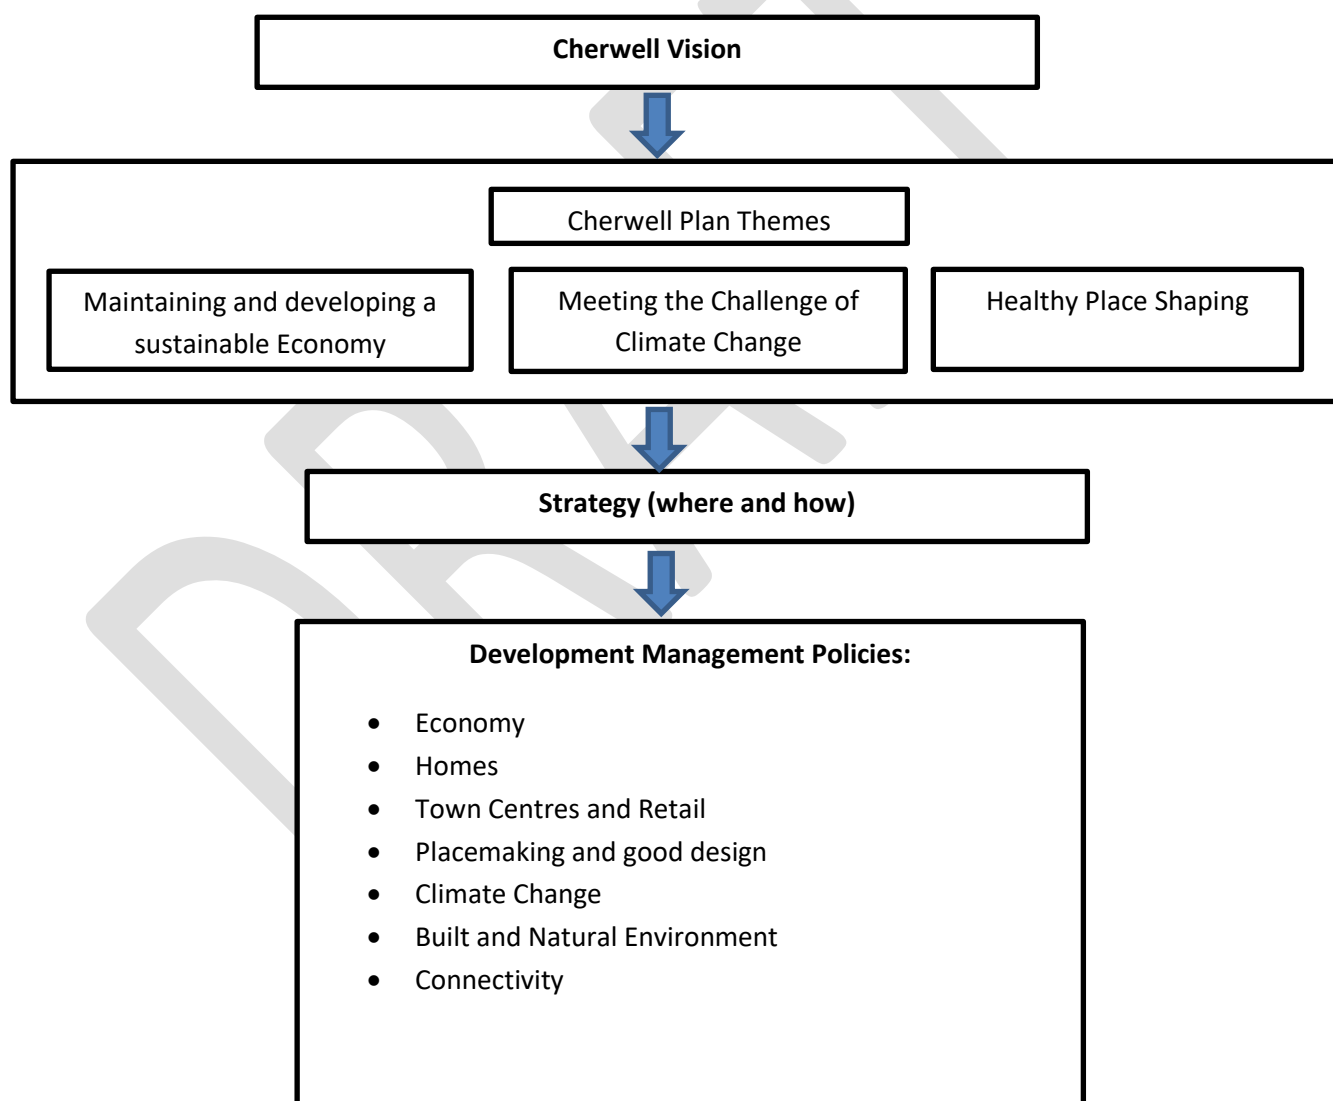 Cherwell Vision
Cherwell Plan Themes
Maintaining and developing a
sustainable Economy
Meeting the Challenge of
Climate Change
Healthy Place Shaping
Strategy (where and how)
Development Management Policies:
• Economy
• Homes
• Town Centres and Retail
• Placemaking and good design
• Climate Change
• Built and Natural Environment
• Connectivity
DRAFT